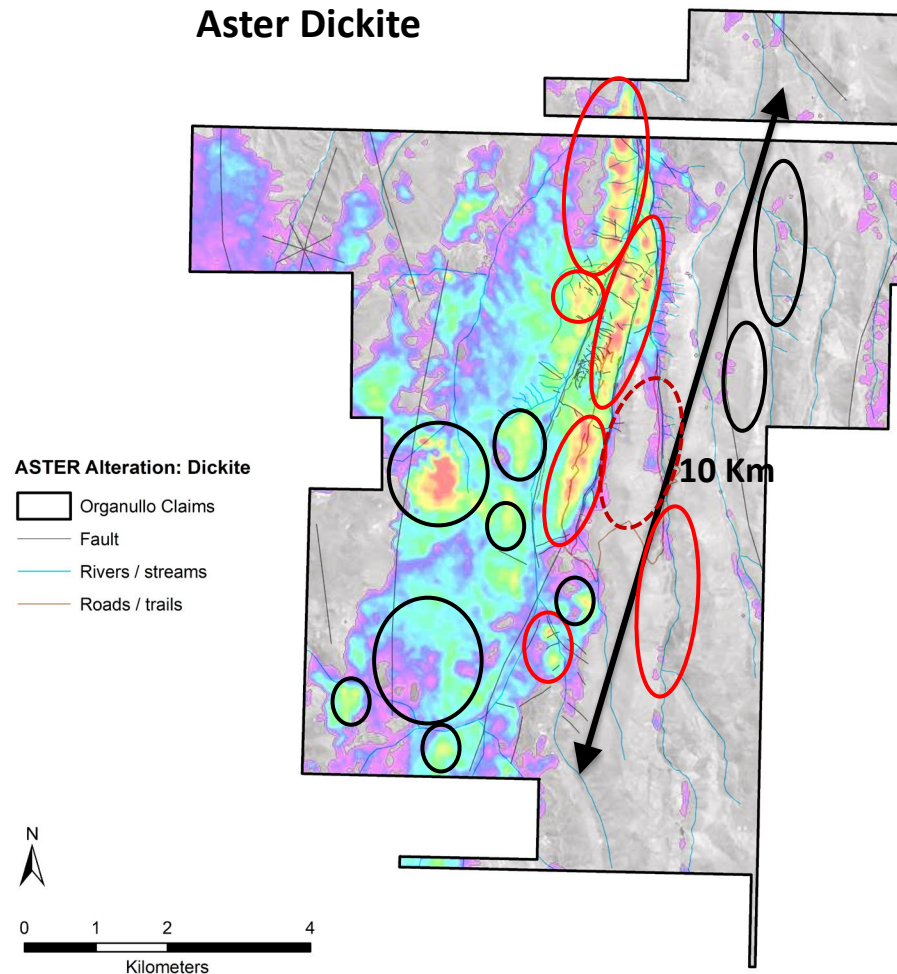 Aster Dickite
10 Km
ASTER Alteration: Dickite
Organullo Claims
Fault
Rivers / streams
Roads / trails
N
0 1 2 4
Kilometers